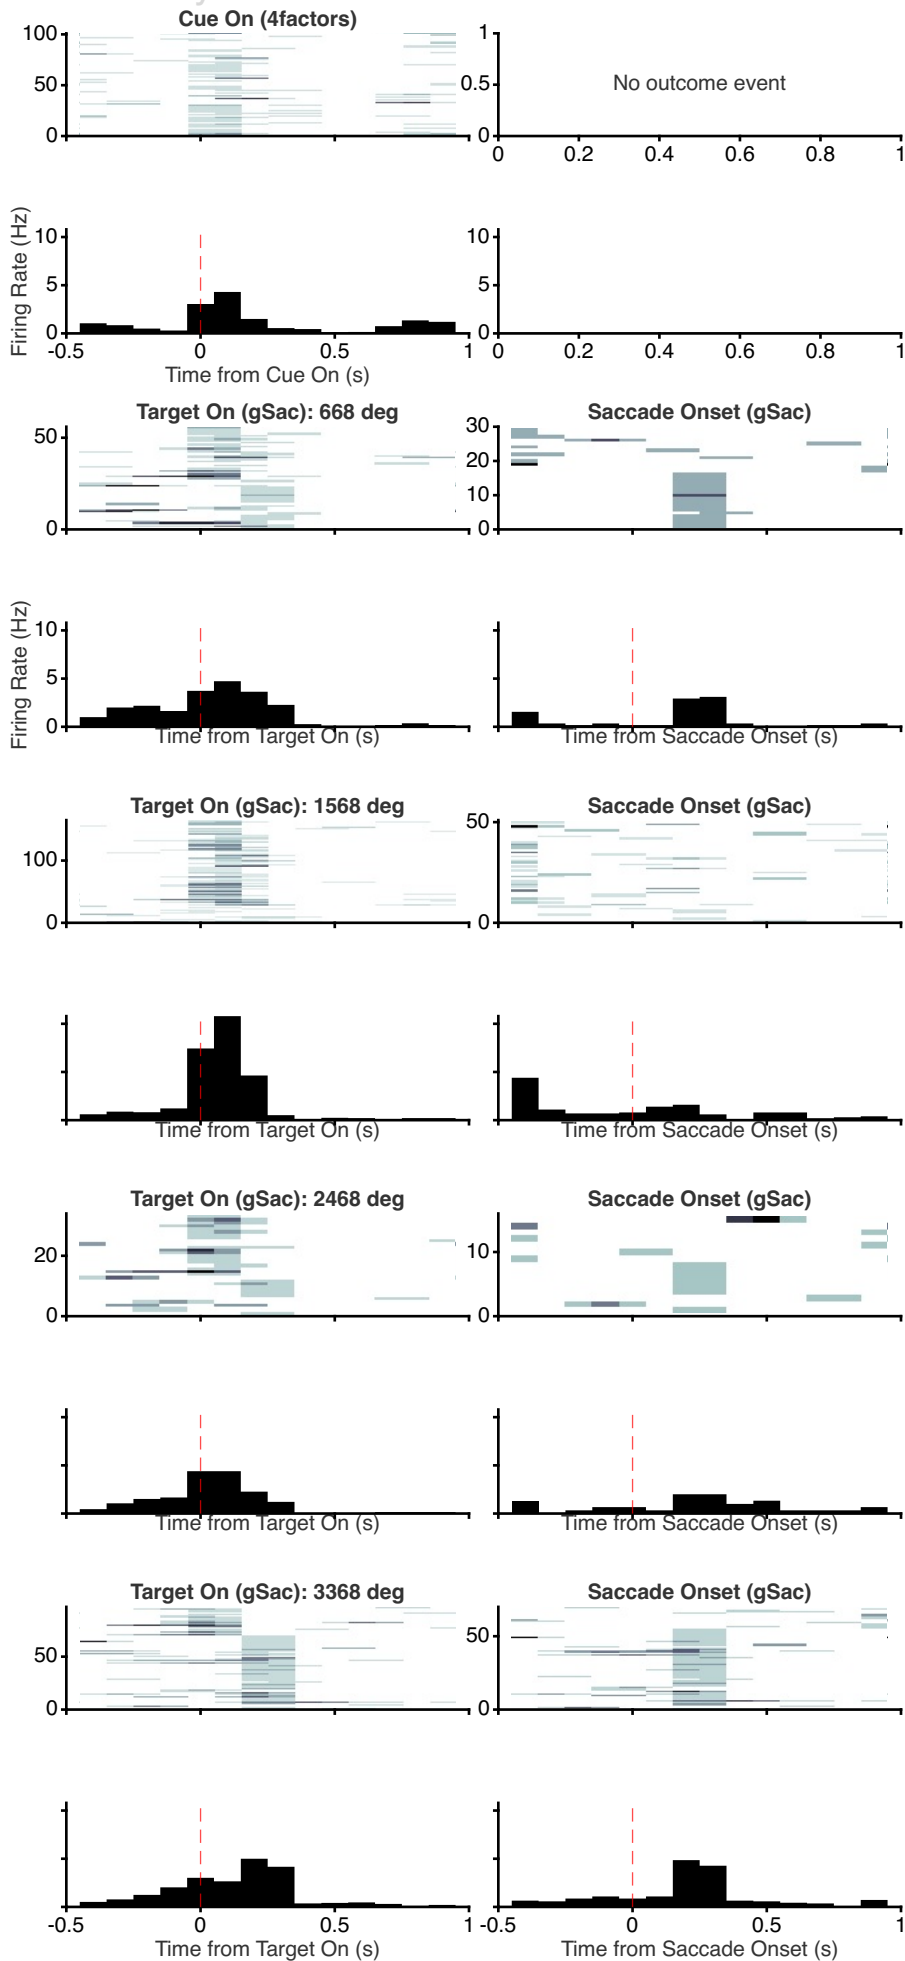 Cue On (4factors)
100
50
0
1
0.5
0
No outcome event
0 0.2 0.4 0.6 0.8 1
Firing Rate (Hz)
10
5
0
-0.5 0 0.5 1
Time from Cue On (s)
10
5
0
0 0.2 0.4 0.6 0.8 1
Target On (gSac): 668 deg
50
0
Saccade Onset (gSac)
30
20
10
0
Firing Rate (Hz)
10
5
0
Time from Target On (s)
Time from Saccade Onset (s)
Target On (gSac): 1568 deg
100
0
Saccade Onset (gSac)
50
0
Time from Target On (s)
Time from Saccade Onset (s)
Target On (gSac): 2468 deg
20
0
Saccade Onset (gSac)
10
0
Time from Target On (s)
Time from Saccade Onset (s)
Target On (gSac): 3368 deg
50
0
Saccade Onset (gSac)
50
0
-0.5 0 0.5 1
Time from Target On (s)
-0.5 0 0.5 1
Time from Saccade Onset (s)